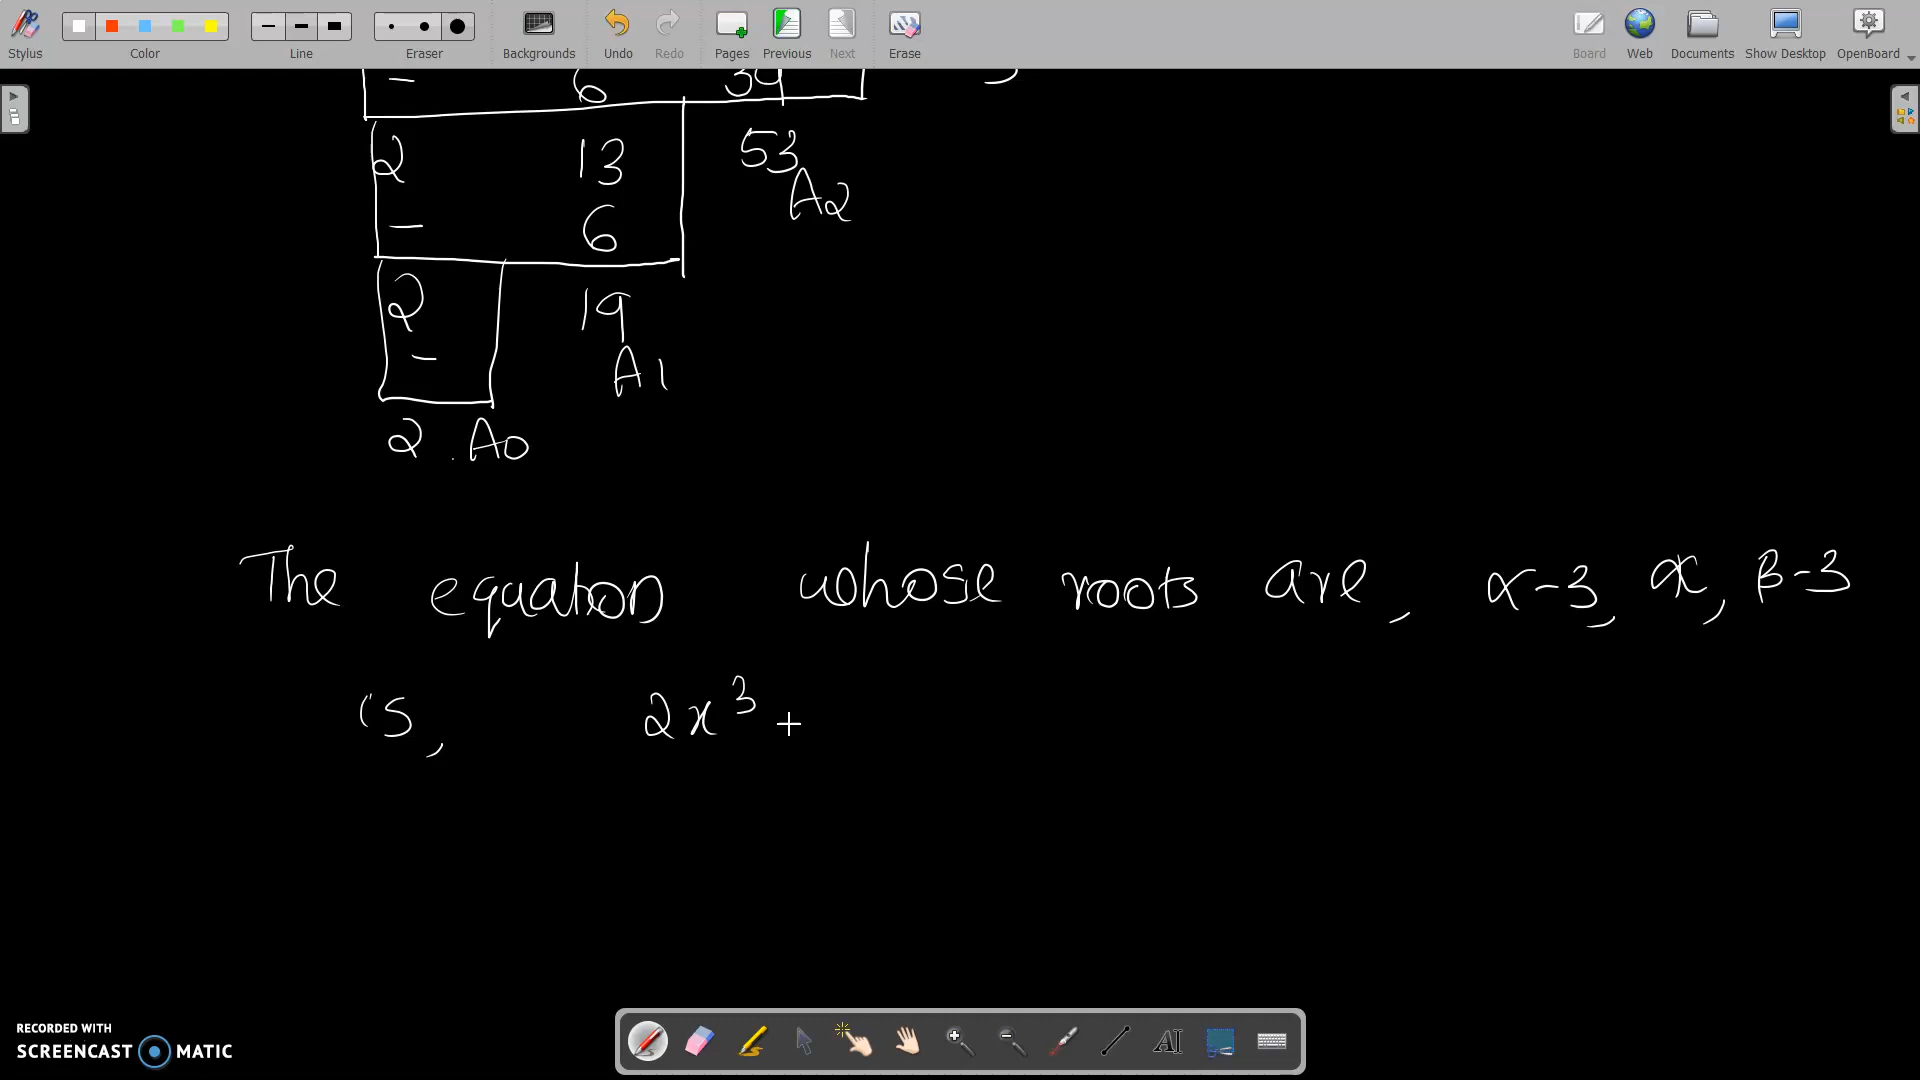 Stylus Color Line Eraser Backgrounds Undo Redo Pages Previous Next Erase Board Web Documents Show Desktop OpenBoard
- 6 39
2 13 53
A2
- 6
2 19
- A1
2 . A0
The equation whose roots are, α-3, α, β-3
is, 2x³ +
RECORDED WITH
SCREENCAST MATIC